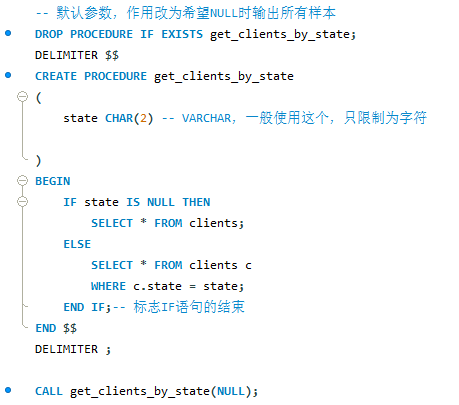 -- 默认参数，作用改为希望NULL时输出所有样本
DROP PROCEDURE IF EXISTS get_clients_by_state;
DELIMITER $$
CREATE PROCEDURE get_clients_by_state
(
    state CHAR(2) -- VARCHAR，一般使用这个，只限制为字符
)
BEGIN
    IF state IS NULL THEN
        SELECT * FROM clients;
    ELSE
        SELECT * FROM clients c
        WHERE c.state = state;
    END IF;-- 标志IF语句的结束
END $$
DELIMITER ;
CALL get_clients_by_state(NULL);